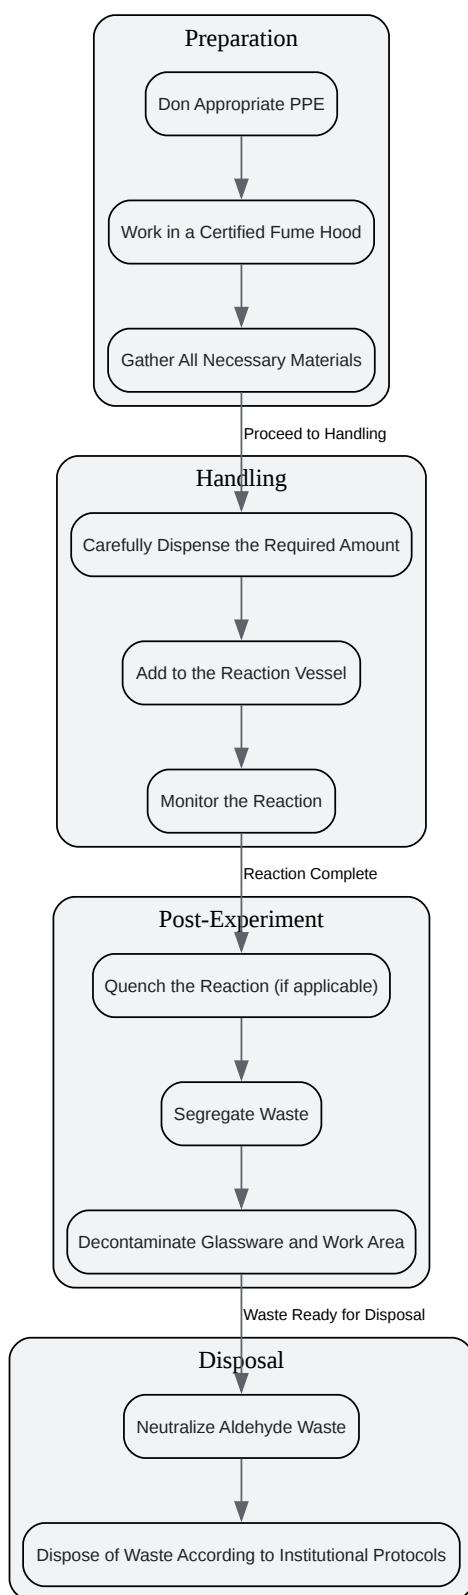 Preparation
Don Appropriate PPE
Work in a Certified Fume Hood
Gather All Necessary Materials
Proceed to Handling
Handling
Carefully Dispense the Required Amount
Add to the Reaction Vessel
Monitor the Reaction
Reaction Complete
Post-Experiment
Quench the Reaction (if applicable)
Segregate Waste
Decontaminate Glassware and Work Area
Waste Ready for Disposal
Disposal
Neutralize Aldehyde Waste
Dispose of Waste According to Institutional Protocols